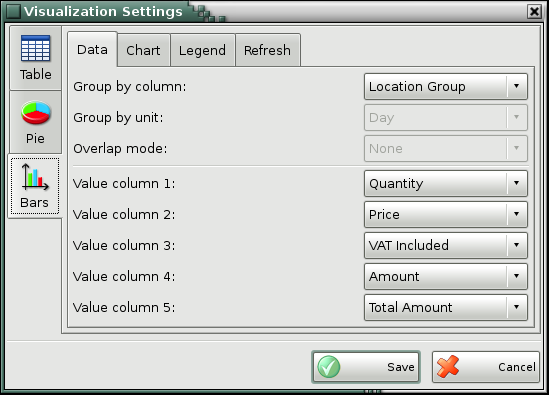 Visualization Settings
Table
Pie
Bars
Data Chart Legend Refresh
Group by column: Location Group
Group by unit: Day
Overlap mode: None
Value column 1: Quantity
Value column 2: Price
Value column 3: VAT Included
Value column 4: Amount
Value column 5: Total Amount
Save Cancel